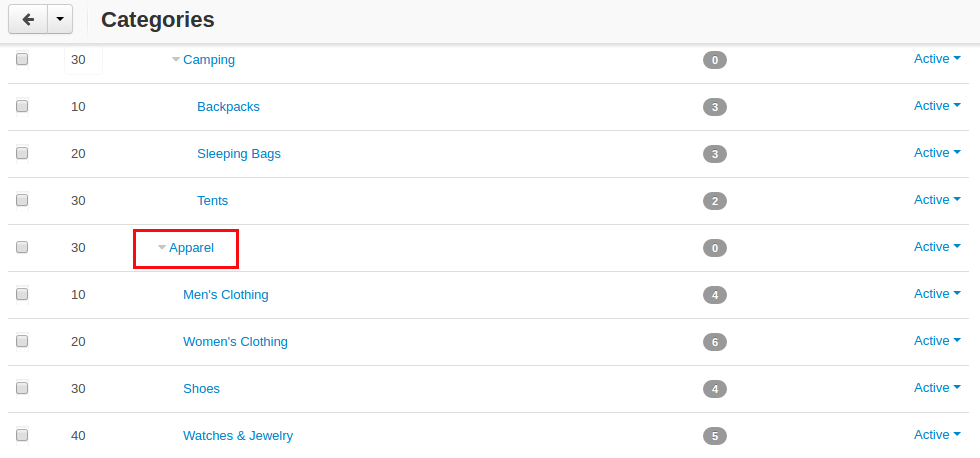 Categories
30 Camping 0 Active
10 Backpacks 3 Active
20 Sleeping Bags 3 Active
30 Tents 2 Active
30 Apparel 0 Active
10 Men's Clothing 4 Active
20 Women's Clothing 6 Active
30 Shoes 4 Active
40 Watches & Jewelry 5 Active